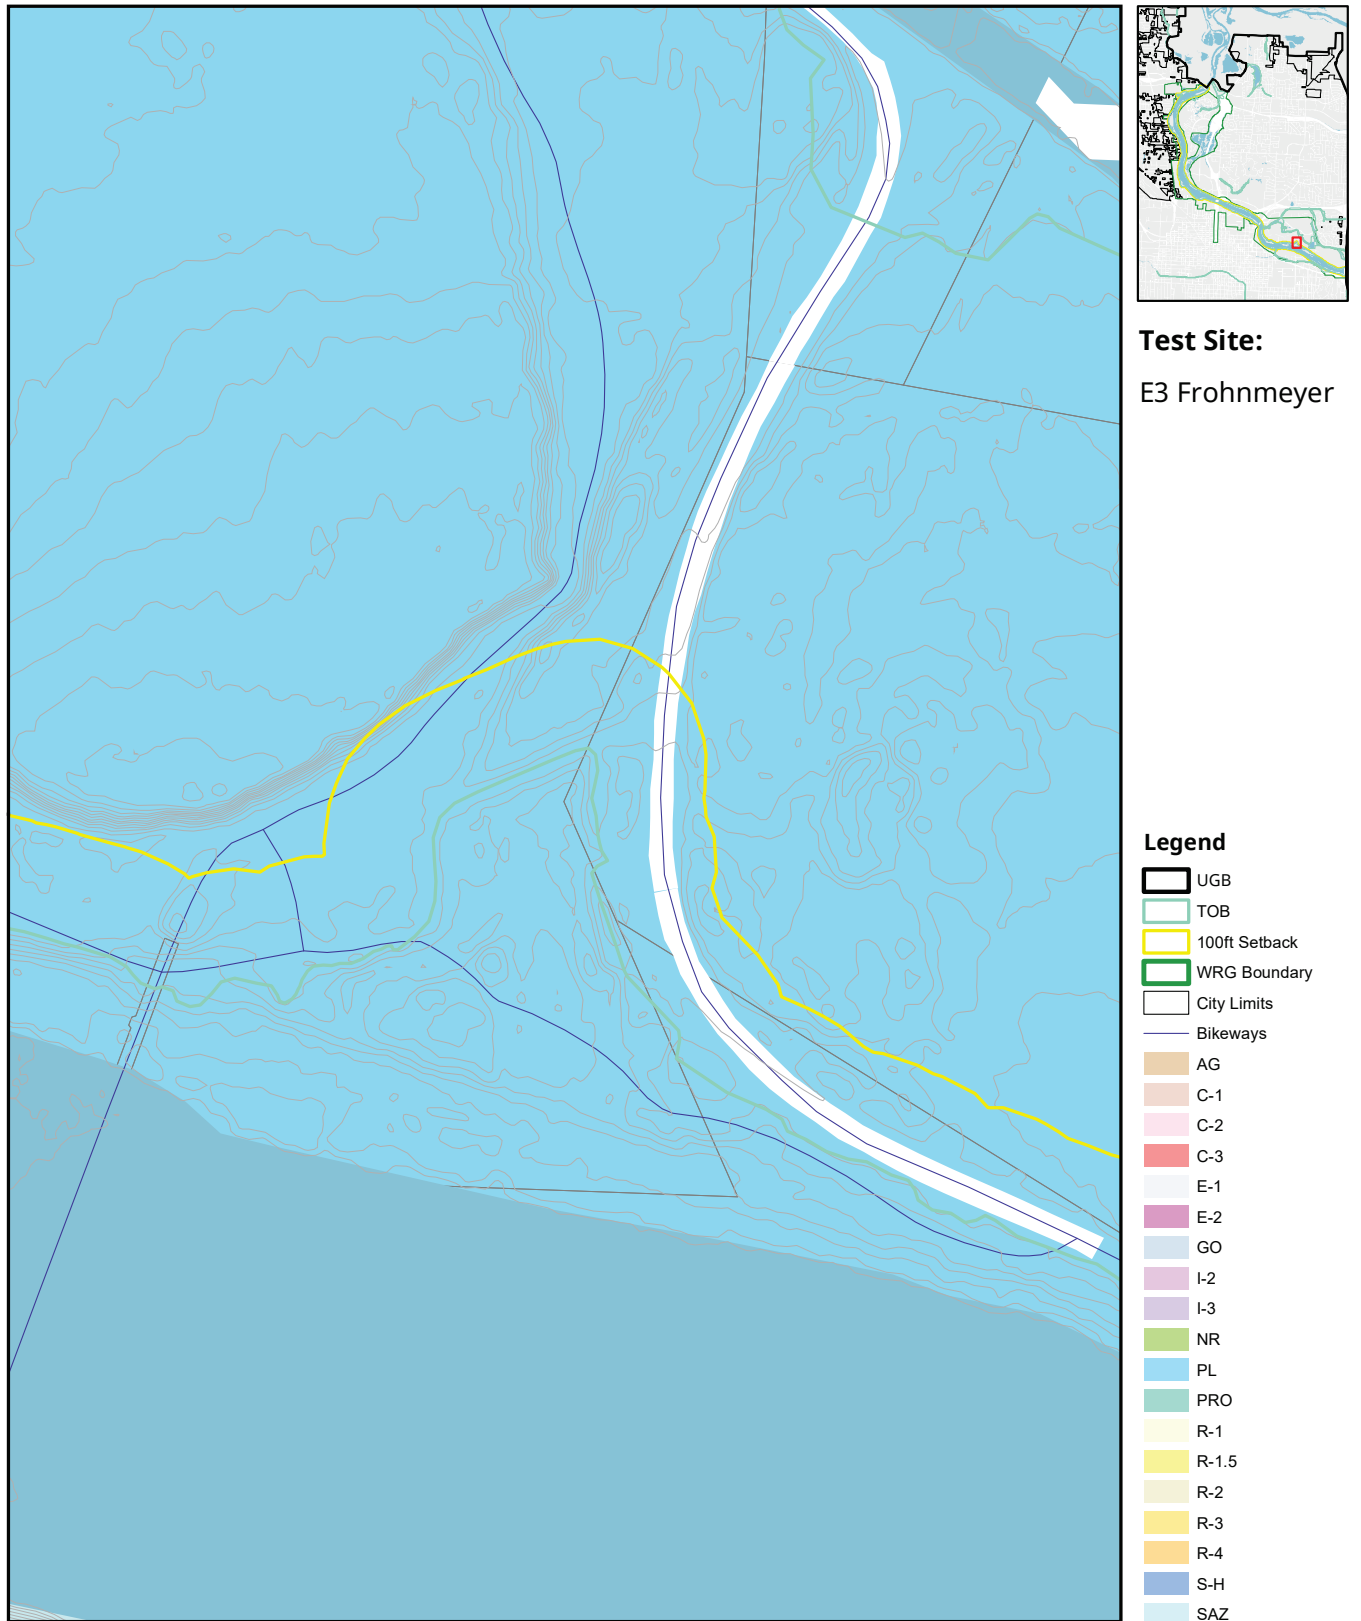 Test Site:
E3 Frohnmeyer
Legend
UGB
TOB
100ft Setback
WRG Boundary
City Limits
Bikeways
AG
C-1
C-2
C-3
E-1
E-2
GO
I-2
I-3
NR
PL
PRO
R-1
R-1.5
R-2
R-3
R-4
S-H
SAZ